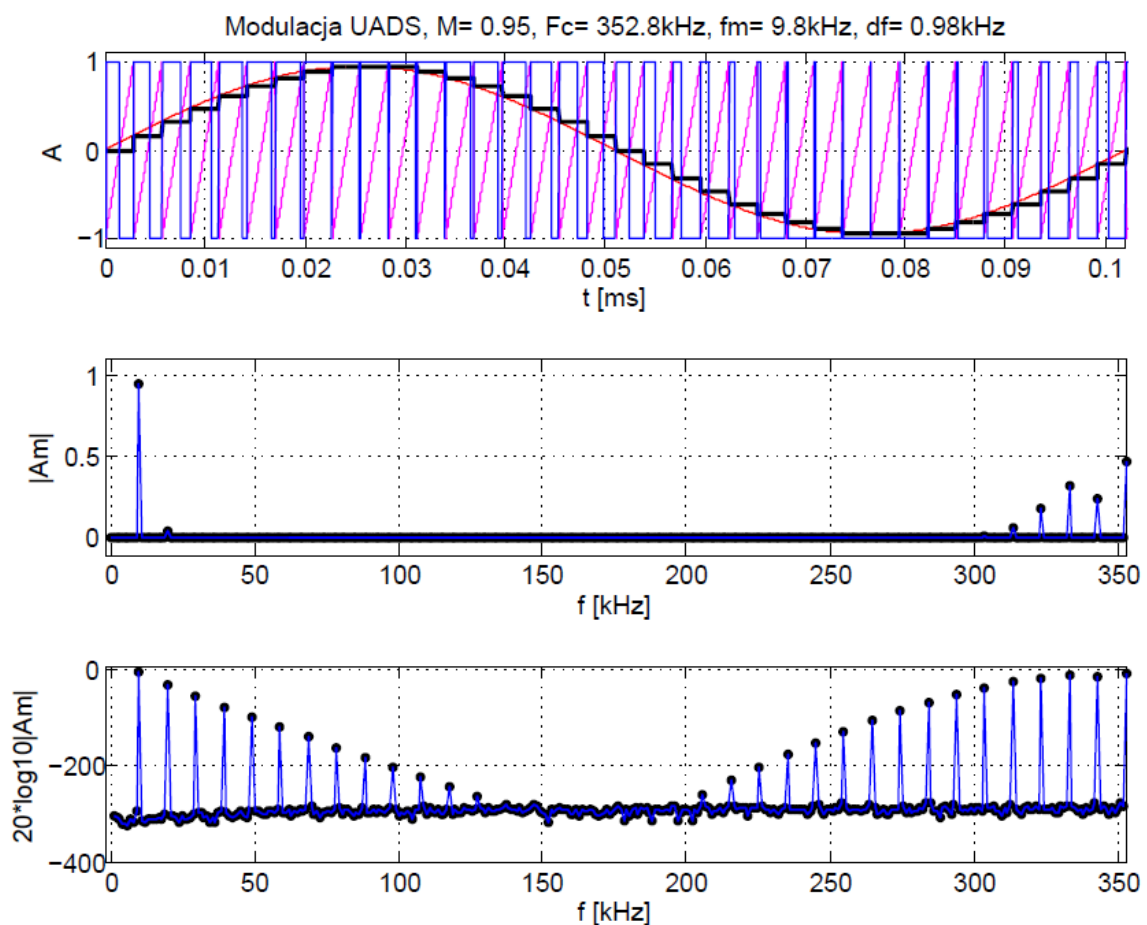 Modulacja UADS, M= 0.95, Fc= 352.8kHz, fm= 9.8kHz, df= 0.98kHz
1
0
−1
A
0 0.01 0.02 0.03 0.04 0.05 0.06 0.07 0.08 0.09 0.1
t [ms]
1
0.5
0
|Am|
0 50 100 150 200 250 300 350
f [kHz]
0
−200
−400
20*log10|Am|
0 50 100 150 200 250 300 350
f [kHz]